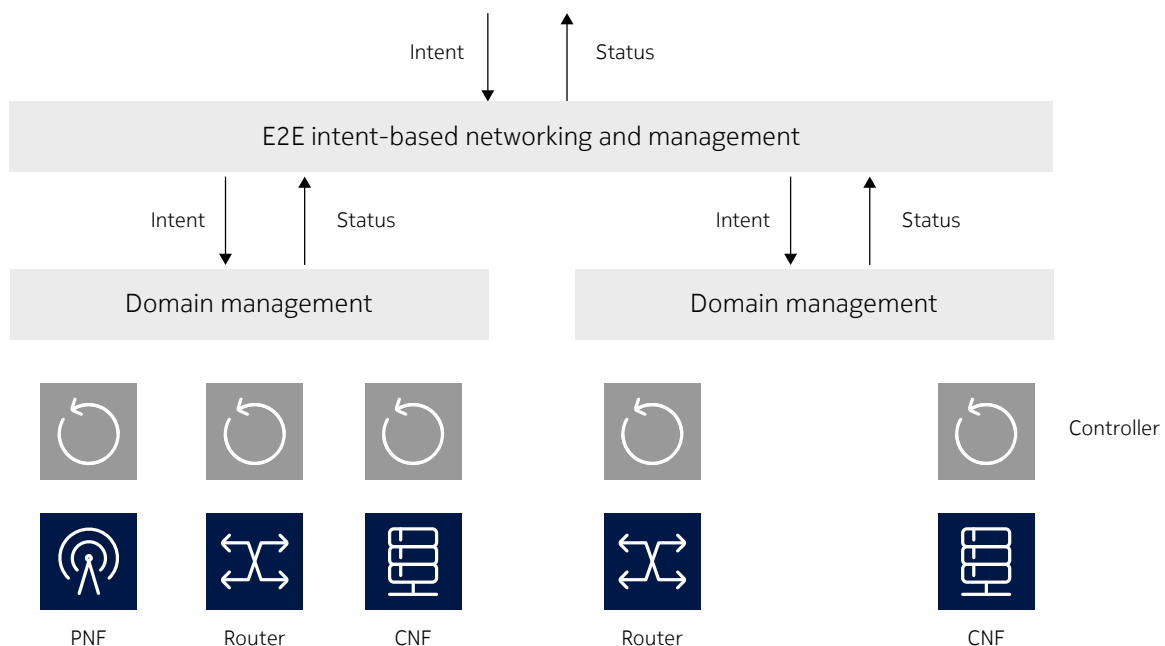 Intent
Status
E2E intent-based networking and management
Intent
Status
Intent
Status
Domain management
Domain management
Controller
PNF
Router
CNF
Router
CNF